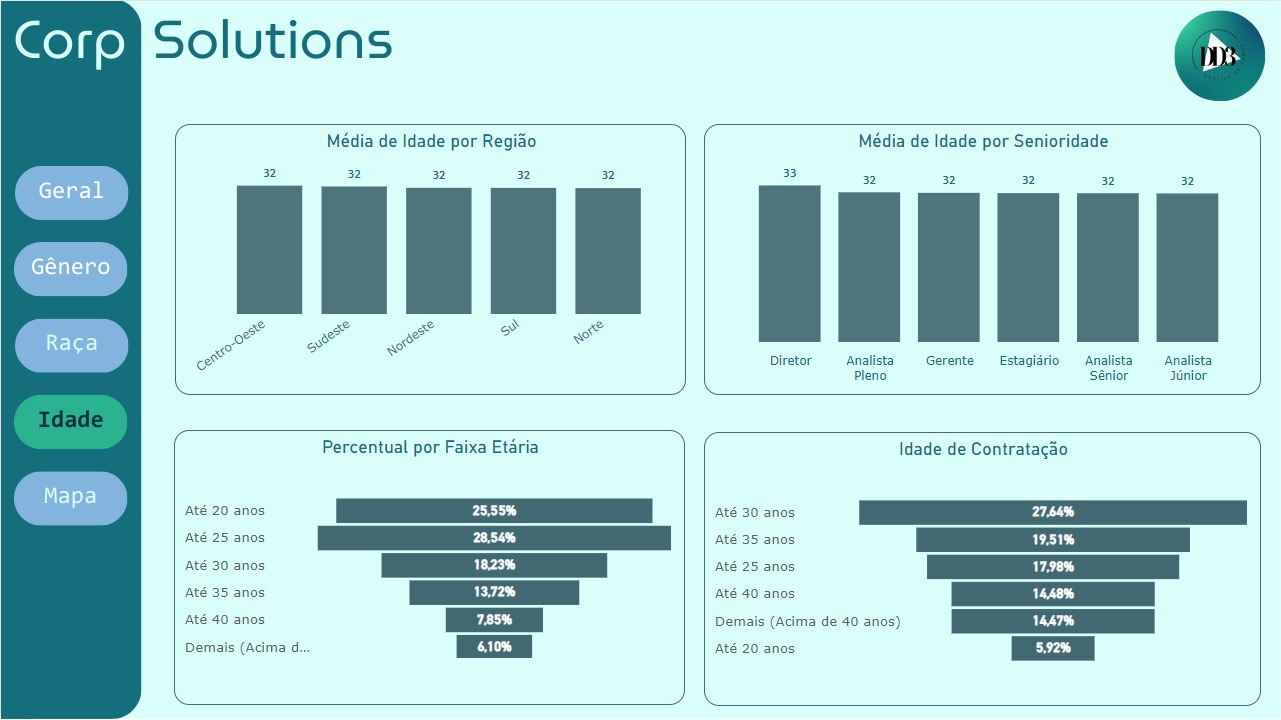 Corp Solutions
DD3
Geral
Gênero
Raça
Idade
Mapa
Média de Idade por Região
32
32
32
32
32
Centro-Oeste
Sudeste
Nordeste
Sul
Norte
Média de Idade por Senioridade
33
32
32
32
32
32
Diretor
Analista
Pleno
Gerente
Estagiário
Analista
Sênior
Analista
Júnior
Percentual por Faixa Etária
Até 20 anos 25,55%
Até 25 anos 28,54%
Até 30 anos 18,23%
Até 35 anos 13,72%
Até 40 anos 7,85%
Demais (Acima d... 6,10%
Idade de Contratação
Até 30 anos 27,64%
Até 35 anos 19,51%
Até 25 anos 17,98%
Até 40 anos 14,48%
Demais (Acima de 40 anos) 14,47%
Até 20 anos 5,92%